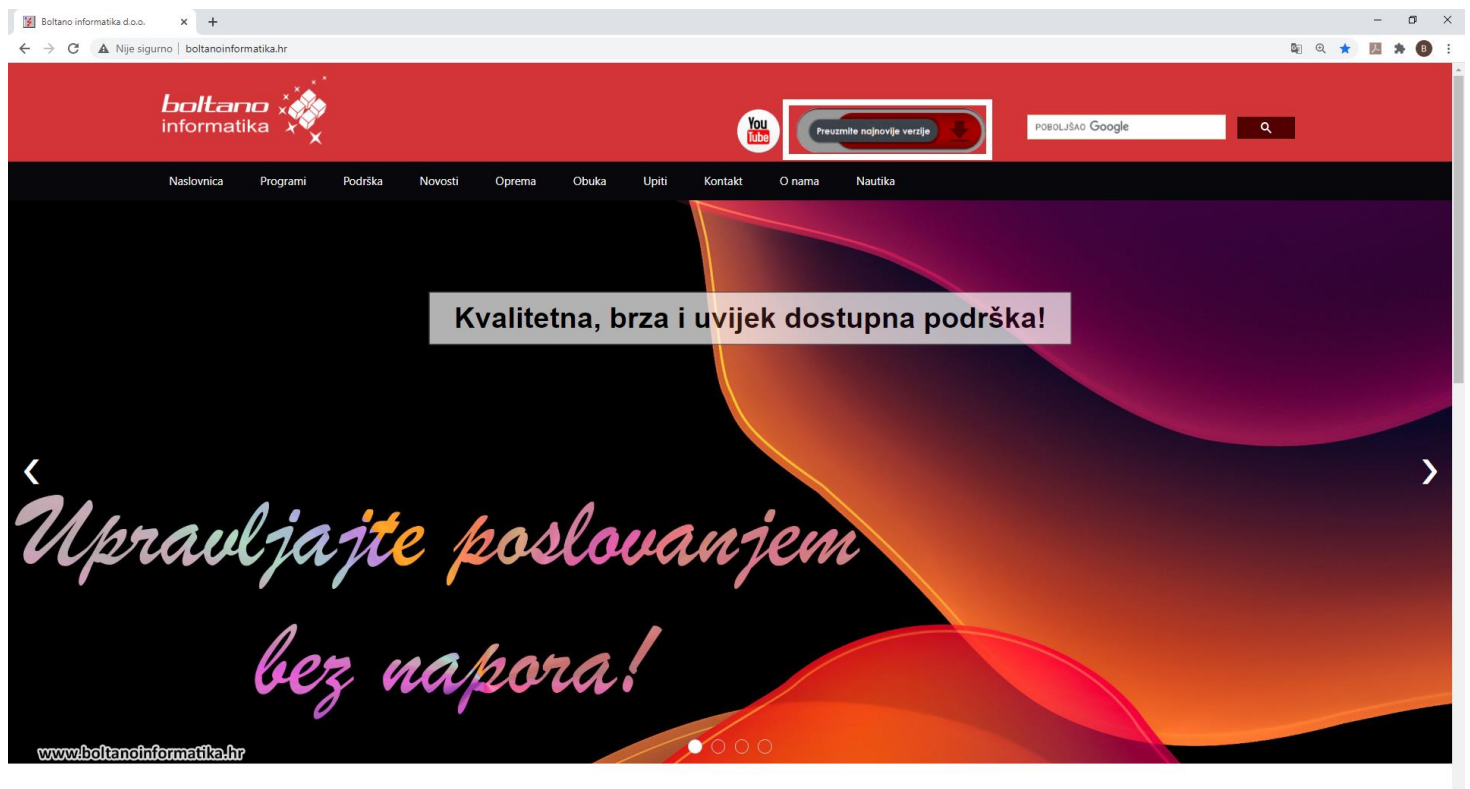 Boltano informatika d.o.o.
Nije sigurno | boltanoinformatika.hr
B
boltano
informatika
You
Tube
Preuzmite najnovije verzije
POBOLJŠAO Google
Naslovnica Programi Podrška Novosti Oprema Obuka Upiti Kontakt O nama Nautika
Kvalitetna, brza i uvijek dostupna podrška!
Upravljajte poslovanjem
bez napora!
www.boltanoinformatika.hr